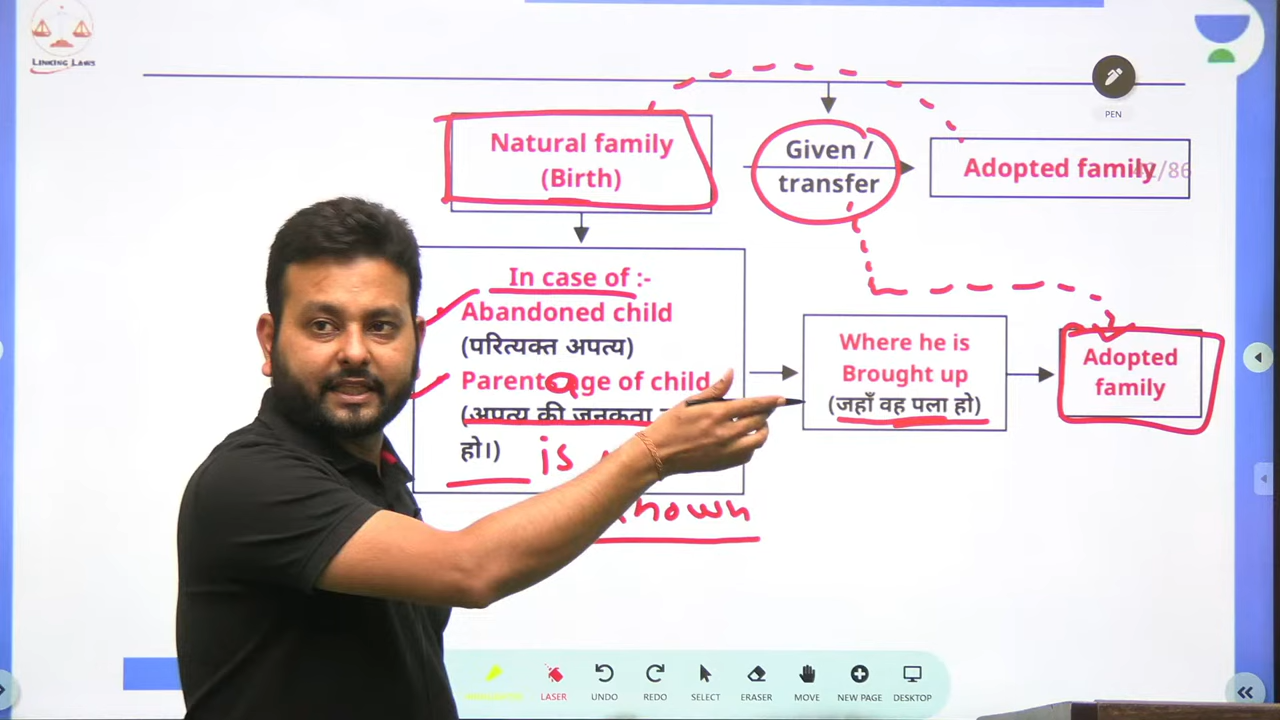 LINKING LAWS
PEN
Natural family
(Birth)
Given /
transfer
Adopted family
/86
In case of :-
Abandoned child
(परित्यक्त अपत्य)
Parentage of child
(अपत्य की जनकता
हो।)
is
known
Where he is
Brought up
(जहाँ वह पला हो)
Adopted
family
LASER
UNDO
REDO
SELECT
ERASER
MOVE
NEW PAGE
DESKTOP